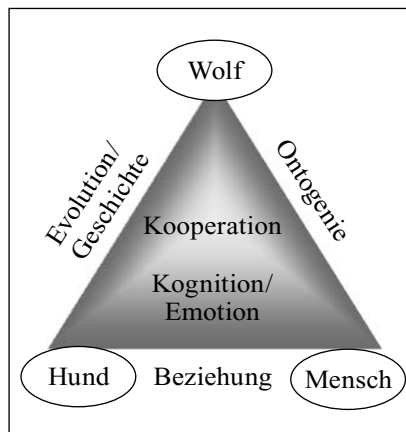 Wolf
Evolution/
Geschichte
Ontogenie
Kooperation
Kognition/
Emotion
Hund
Beziehung
Mensch